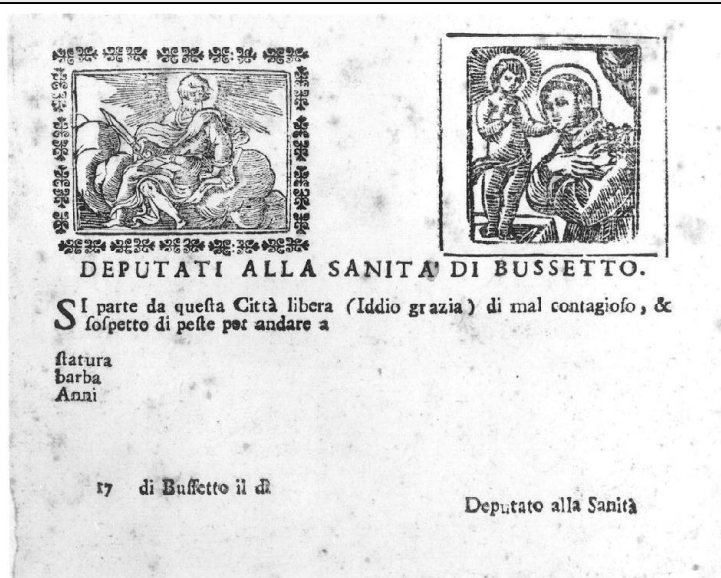 DEPUTATI ALLA SANITA' DI BUSSETTO.
SI parte da queſta Città libera (Iddio grazia) di mal contagioſo, &
ſoſpetto di peſte per andare a
ſtatura
barba
Anni
17 di Buſſetto il dì
Deputato alla Sanità